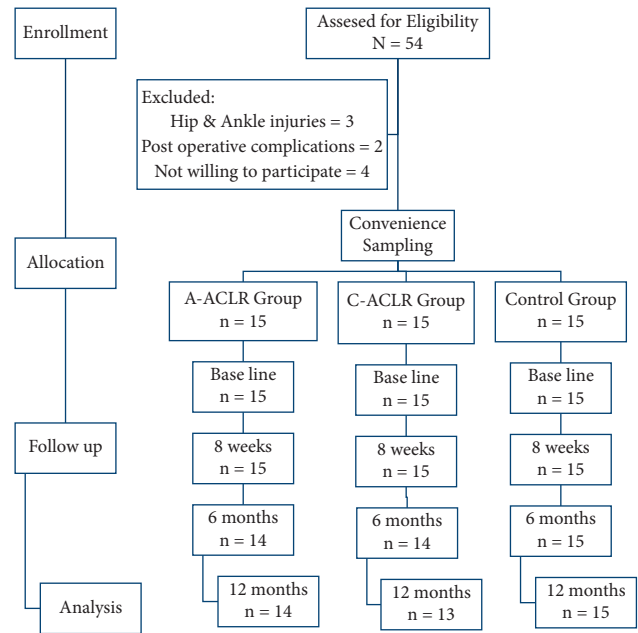 Enrollment
Assesed for Eligibility
N = 54
Excluded:
Hip & Ankle injuries = 3
Post operative complications = 2
Not willing to participate = 4
Convenience
Sampling
Allocation
A-ACLR Group
n = 15
C-ACLR Group
n = 15
Control Group
n = 15
Base line
n = 15
Base line
n = 15
Base line
n = 15
Follow up
8 weeks
n = 15
8 weeks
n = 15
8 weeks
n = 15
6 months
n = 14
6 months
n = 14
6 months
n = 15
Analysis
12 months
n = 14
12 months
n = 13
12 months
n = 15